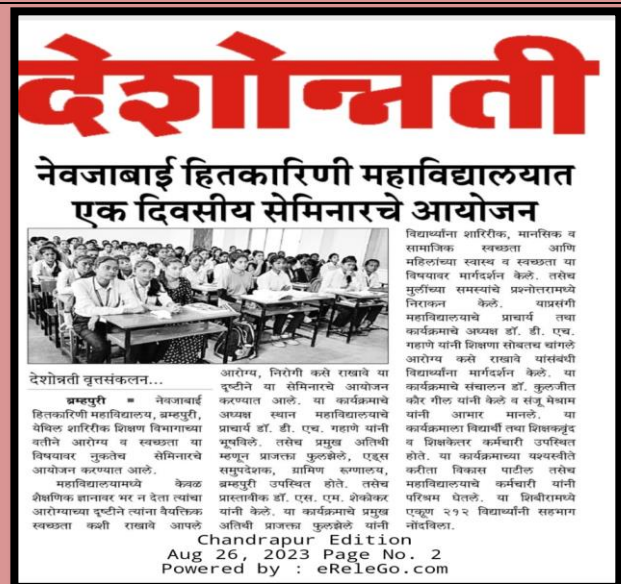 देशोन्नती
नेवजाबाई हितकारिणी महाविद्यालयात
एक दिवसीय सेमिनारचे आयोजन
देशोन्नती वृत्तसंकलन...
ब्रम्हपुरी = नेवजाबाई
हितकारिणी महाविद्यालय, ब्रम्हपुरी,
येथिल शारिरीक शिक्षण विभागाच्या
वतीने आरोग्य व स्वच्छता या
विषयावर नुकतेच सेमिनारचे
आयोजन करण्यात आले.
महाविद्यालयामध्ये केवळ
शैक्षणिक ज्ञानावर भर न देता त्यांचा
आरोग्याच्या दृष्टीने त्यांना वैयक्तिक
स्वच्छता कशी राखावे आपले
आरोग्य, निरोगी कसे राखावे या
दृष्टीने या सेमिनारचे आयोजन
करण्यात आले. या कार्यक्रमाचे
अध्यक्ष स्थान महाविद्यालयाचे
प्राचार्य डॉ. डी. एच. गहाणे यांनी
भूषविले. तसेच प्रमुख अतिथी
म्हणून प्राजक्ता फुलझेले, एड्स
समुपदेशक, ग्रामिण रूग्णालय,
ब्रम्हपुरी उपस्थित होते. तसेच
प्रास्तावीक डॉ. एस. एम. शेकोकर
यांनी केले. या कार्यक्रमाचे प्रमुख
अतिथी प्राजक्ता फुलझेले यांनी
विद्यार्थ्यांना शारिरीक, मानसिक व
सामाजिक स्वच्छता आणि
महिलांच्या स्वास्थ व स्वच्छता या
विषयावर मार्गदर्शन केले. तसेच
मुलींच्या समस्यांचे प्रश्नोत्तरामध्ये
निराकन केले. याप्रसंगी
महाविद्यालयाचे प्राचार्य तथा
कार्यक्रमाचे अध्यक्ष डॉ. डी. एच.
गहाणे यांनी शिक्षणा सोबतच चांगले
आरोग्य कसे राखावे यांसंबंधी
विद्यार्थ्यांना मार्गदर्शन केले. या
कार्यक्रमाचे संचालन डॉ. कुलजीत
कौर गील यांनी केले व संजू मेश्राम
यांनी आभार मानले. या
कार्यक्रमाला विद्यार्थी तथा शिक्षकवृंद
व शिक्षकेतर कर्मचारी उपस्थित
होते. या कार्यक्रमाच्या यश्यस्वीते
करीता विकास पाटील तसेच
महाविद्यालयाचे कर्मचारी यांनी
परिश्रम घेतले. या शिबीरामध्ये
एकूण २१२ विद्यार्थ्यांनी सहभाग
नोंदविला.
Chandrapur Edition
Aug 26, 2023 Page No. 2
Powered by : eReleGo.com